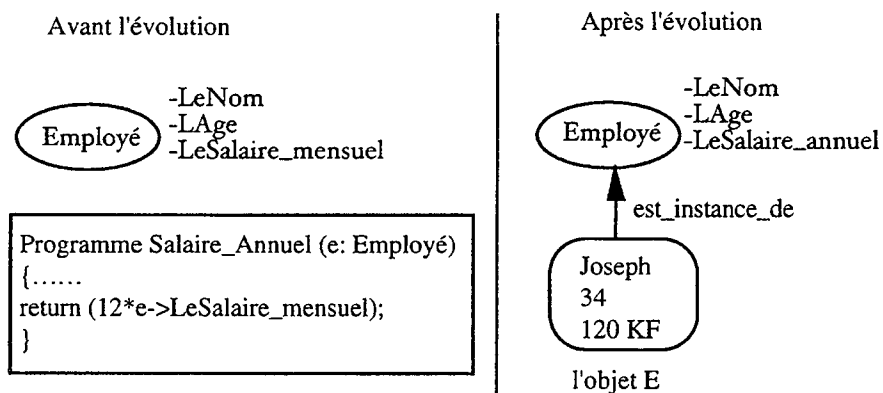 Avant l'évolution
Employé
-LeNom
-LAge
-LeSalaire_mensuel
Programme Salaire_Annuel (e: Employé)
{......
return (12*e->LeSalaire_mensuel);
}
Après l'évolution
Employé
-LeNom
-LAge
-LeSalaire_annuel
est_instance_de
Joseph
34
120 KF
l'objet E